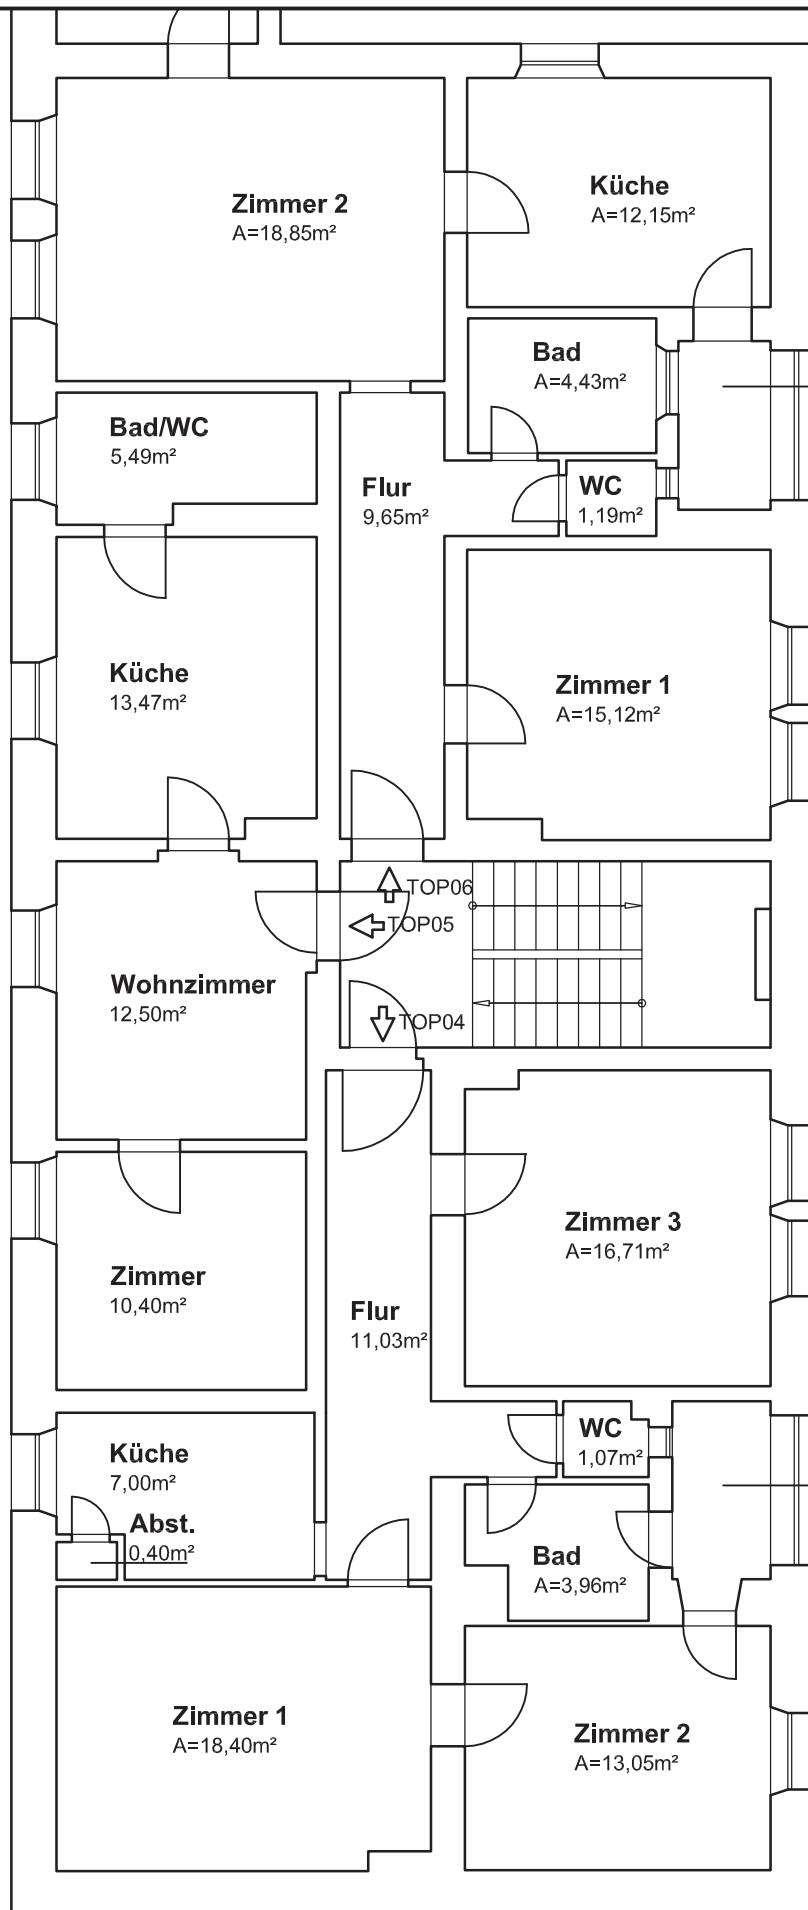 Zimmer 2
A=18,85m²
Küche
A=12,15m²
Bad
A=4,43m²
Bad/WC
5,49m²
Flur
9,65m²
WC
1,19m²
Küche
13,47m²
Zimmer 1
A=15,12m²
TOP06
TOP05
Wohnzimmer
12,50m²
TOP04
Zimmer 3
A=16,71m²
Zimmer
10,40m²
Flur
11,03m²
Küche
7,00m²
WC
1,07m²
Abst.
0,40m²
Bad
A=3,96m²
Zimmer 1
A=18,40m²
Zimmer 2
A=13,05m²